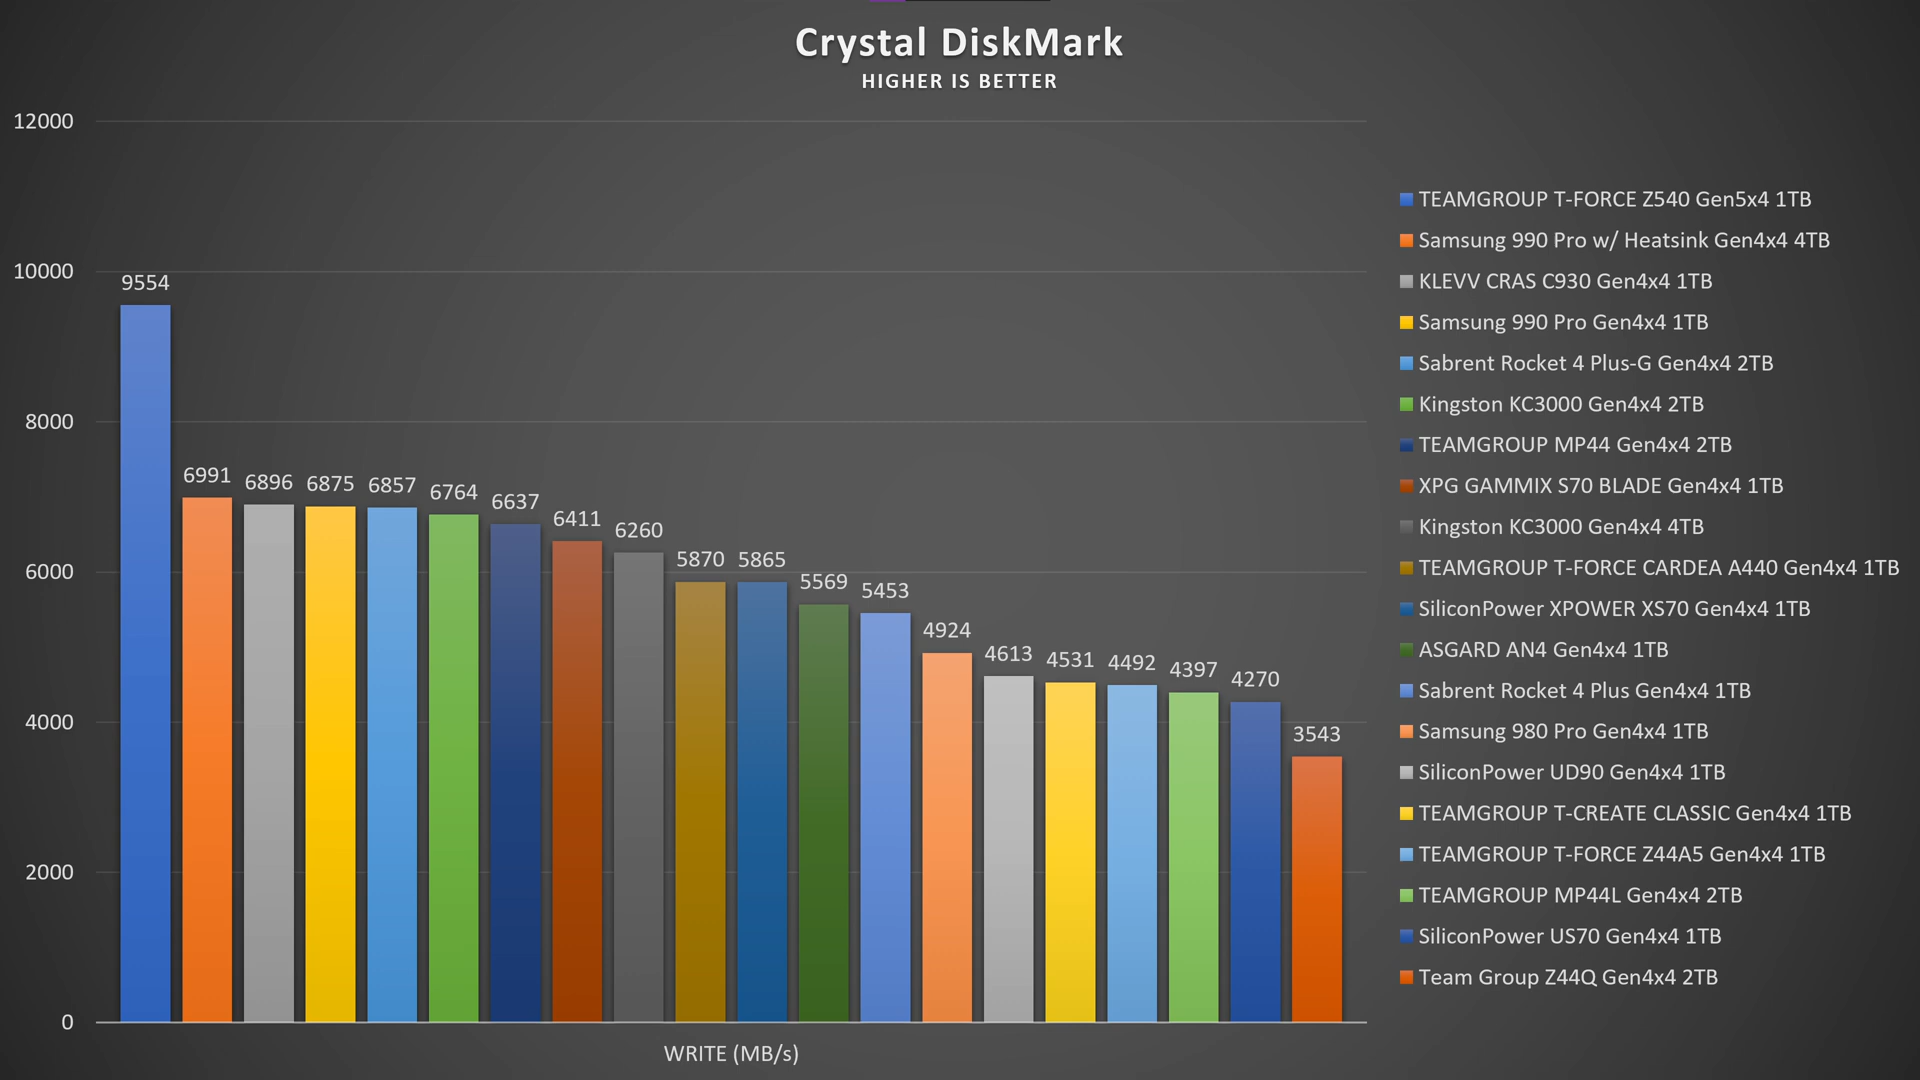 Crystal DiskMark
HIGHER IS BETTER
12000
10000
8000
6000
4000
2000
0
9554
6991
6896
6875
6857
6764
6637
6411
6260
5870
5865
5569
5453
4924
4613
4531
4492
4397
4270
3543
WRITE (MB/s)
TEAMGROUP T-FORCE Z540 Gen5x4 1TB
Samsung 990 Pro w/ Heatsink Gen4x4 4TB
KLEVV CRAS C930 Gen4x4 1TB
Samsung 990 Pro Gen4x4 1TB
Sabrent Rocket 4 Plus-G Gen4x4 2TB
Kingston KC3000 Gen4x4 2TB
TEAMGROUP MP44 Gen4x4 2TB
XPG GAMMIX S70 BLADE Gen4x4 1TB
Kingston KC3000 Gen4x4 4TB
TEAMGROUP T-FORCE CARDEA A440 Gen4x4 1TB
SiliconPower XPOWER XS70 Gen4x4 1TB
ASGARD AN4 Gen4x4 1TB
Sabrent Rocket 4 Plus Gen4x4 1TB
Samsung 980 Pro Gen4x4 1TB
SiliconPower UD90 Gen4x4 1TB
TEAMGROUP T-CREATE CLASSIC Gen4x4 1TB
TEAMGROUP T-FORCE Z44A5 Gen4x4 1TB
TEAMGROUP MP44L Gen4x4 2TB
SiliconPower US70 Gen4x4 1TB
Team Group Z44Q Gen4x4 2TB